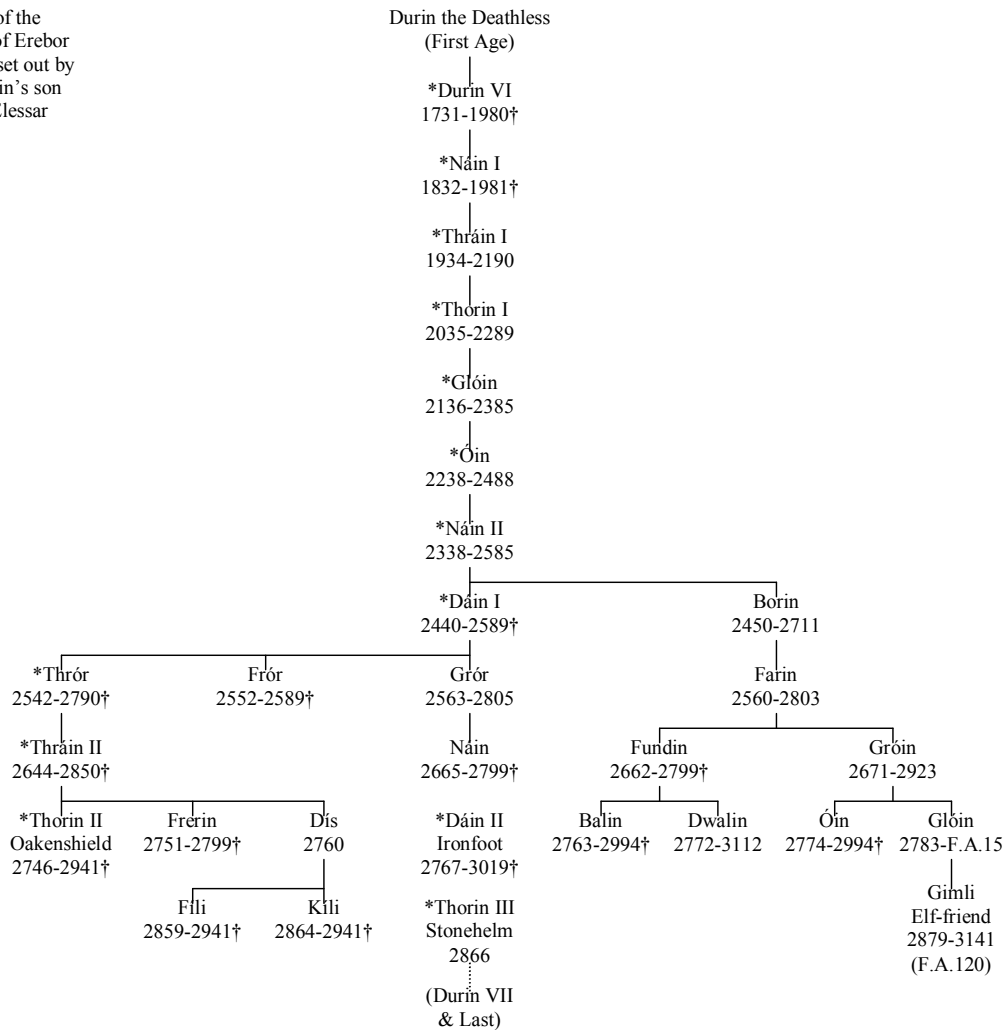 of the
of Erebor
set out by
in's son
Elessar
Durin the Deathless
(First Age)
*Durin VI
1731-1980†
*Náin I
1832-1981†
*Thráin I
1934-2190
*Thorin I
2035-2289
*Glóin
2136-2385
*Óin
2238-2488
*Náin II
2338-2585
*Dáin I
2440-2589†
Borin
2450-2711
*Thrór
2542-2790†
Frór
2552-2589†
Grór
2563-2805
Farin
2560-2803
*Thráin II
2644-2850†
Náin
2665-2799†
Fundin
2662-2799†
Gróin
2671-2923
*Thorin II
Oakenshield
2746-2941†
Frerin
2751-2799†
Dís
2760
*Dáin II
Ironfoot
2767-3019†
Balin
2763-2994†
Dwalin
2772-3112
Óin
2774-2994†
Glóin
2783-F.A.15
Fíli
2859-2941†
Kíli
2864-2941†
*Thorin III
Stonehelm
2866
Gimli
Elf-friend
2879-3141
(F.A.120)
(Durin VII
& Last)